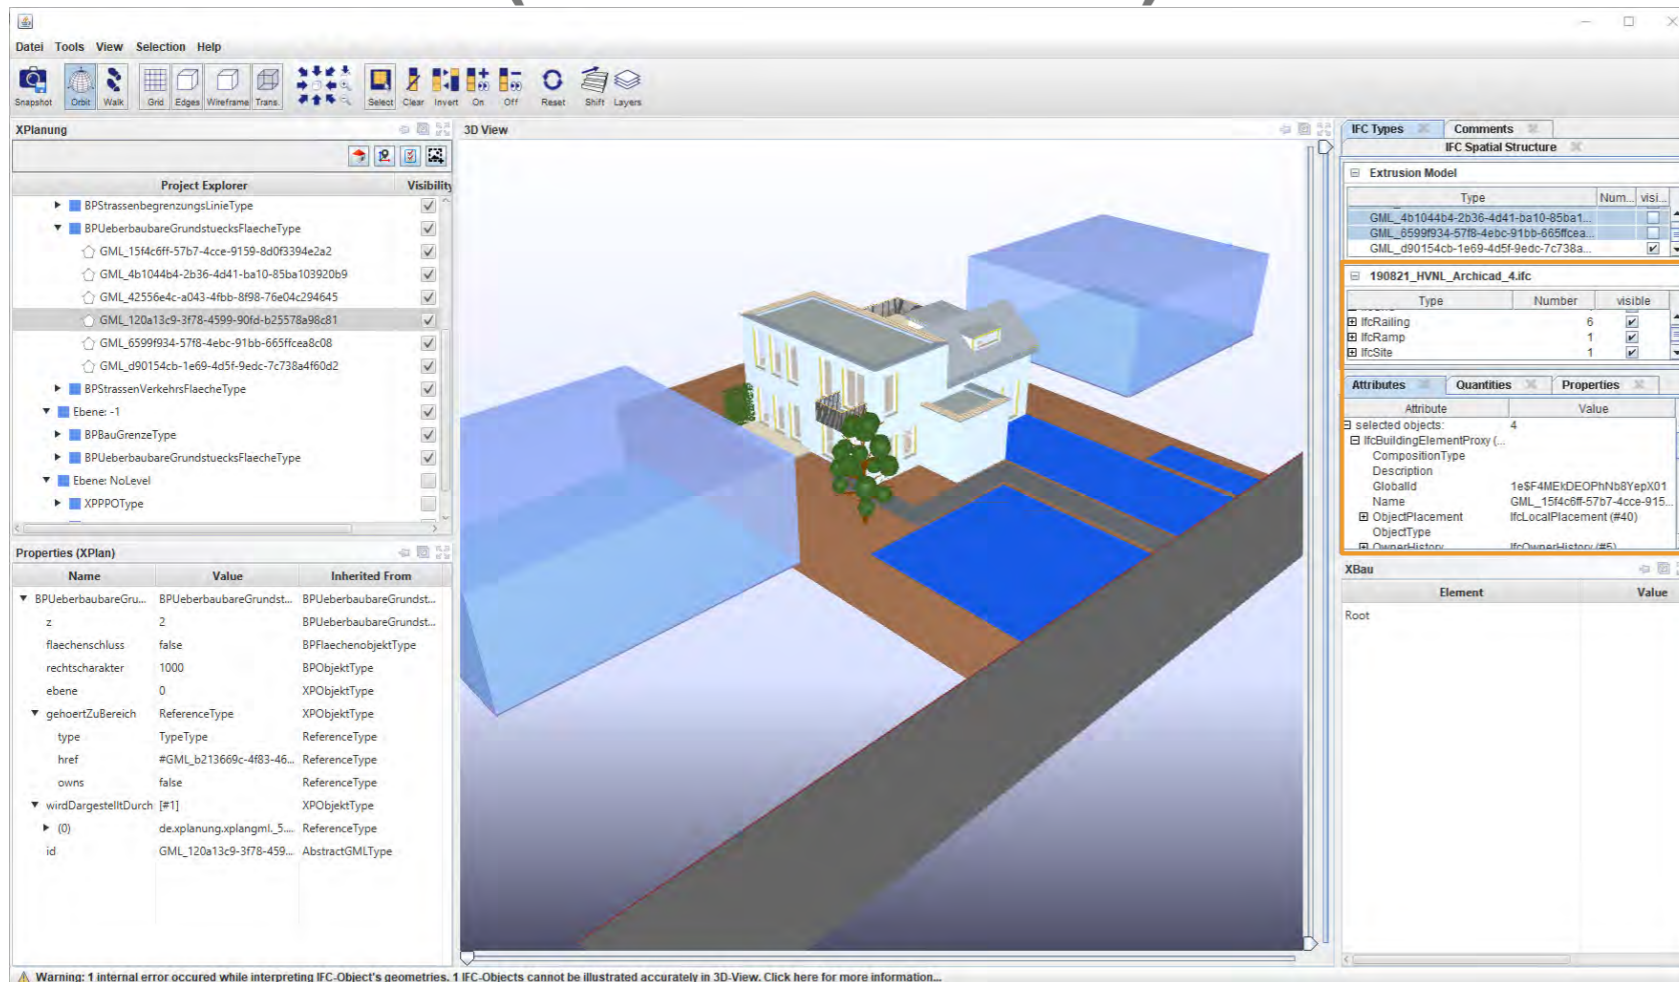 Datei Tools View Selection Help
Snapshot Orbit Walk Grid Edges Wireframe Trans. Select Clear Invert On Off Reset Shift Layers
XPlanung
Project Explorer Visibility
BPStrassenbegrenzungsLinieType
BPUeberbaubareGrundstuecksFlaecheType
GML_15f4c6ff-57b7-4cce-9159-8d0f3394e2a2
GML_4b1044b4-2b36-4d41-ba10-85ba103920b9
GML_42556e4c-a043-4fbb-8f98-76e04c294645
GML_120a13c9-3f78-4599-90fd-b25578a98c81
GML_6599f934-57f8-4ebc-91bb-665ffcea8c08
GML_d90154cb-1e69-4d5f-9edc-7c738a4f60d2
BPStrassenVerkehrsFlaecheType
Ebene: -1
BPBauGrenzeType
BPUeberbaubareGrundstuecksFlaecheType
Ebene: NoLevel
XPPPOType
Properties (XPlan)
Name Value Inherited From
BPUeberbaubareGru... BPUeberbaubareGrundst... BPUeberbaubareGrundst...
z 2 BPUeberbaubareGrundst...
flaechenschluss false BPFlaechenobjektType
rechtscharakter 1000 BPObjektType
ebene 0 XPObjektType
gehoertZuBereich ReferenceType XPObjektType
type TypeType ReferenceType
href #GML_b213669c-4f83-46... ReferenceType
owns false ReferenceType
wirdDargestelltDurch [#1] XPObjektType
(0) de.xplanung.xplangml._5.... ReferenceType
id GML_120a13c9-3f78-459... AbstractGMLType
3D View
IFC Types Comments
IFC Spatial Structure
Extrusion Model
Type Num... visi...
GML_4b1044b4-2b36-4d41-ba10-85ba1...
GML_6599f934-57f8-4ebc-91bb-665ffcea...
GML_d90154cb-1e69-4d5f-9edc-7c738a...
190821_HVNL_Archicad_4.ifc
Type Number visible
IfcRailing 6
IfcRamp 1
IfcSite 1
Attributes Quantities Properties
Attribute Value
selected objects: 4
IfcBuildingElementProxy (...
CompositionType
Description
GlobalId 1e$F4MEkDEOPhNb8YepX01
Name GML_15f4c6ff-57b7-4cce-915...
ObjectPlacement IfcLocalPlacement (#40)
ObjectType
OwnerHistory IfcOwnerHistory (#5)
XBau
Element Value
Root
Warning: 1 internal error occured while interpreting IFC-Object's geometries. 1 IFC-Objects cannot be illustrated accurately in 3D-View. Click here for more information...